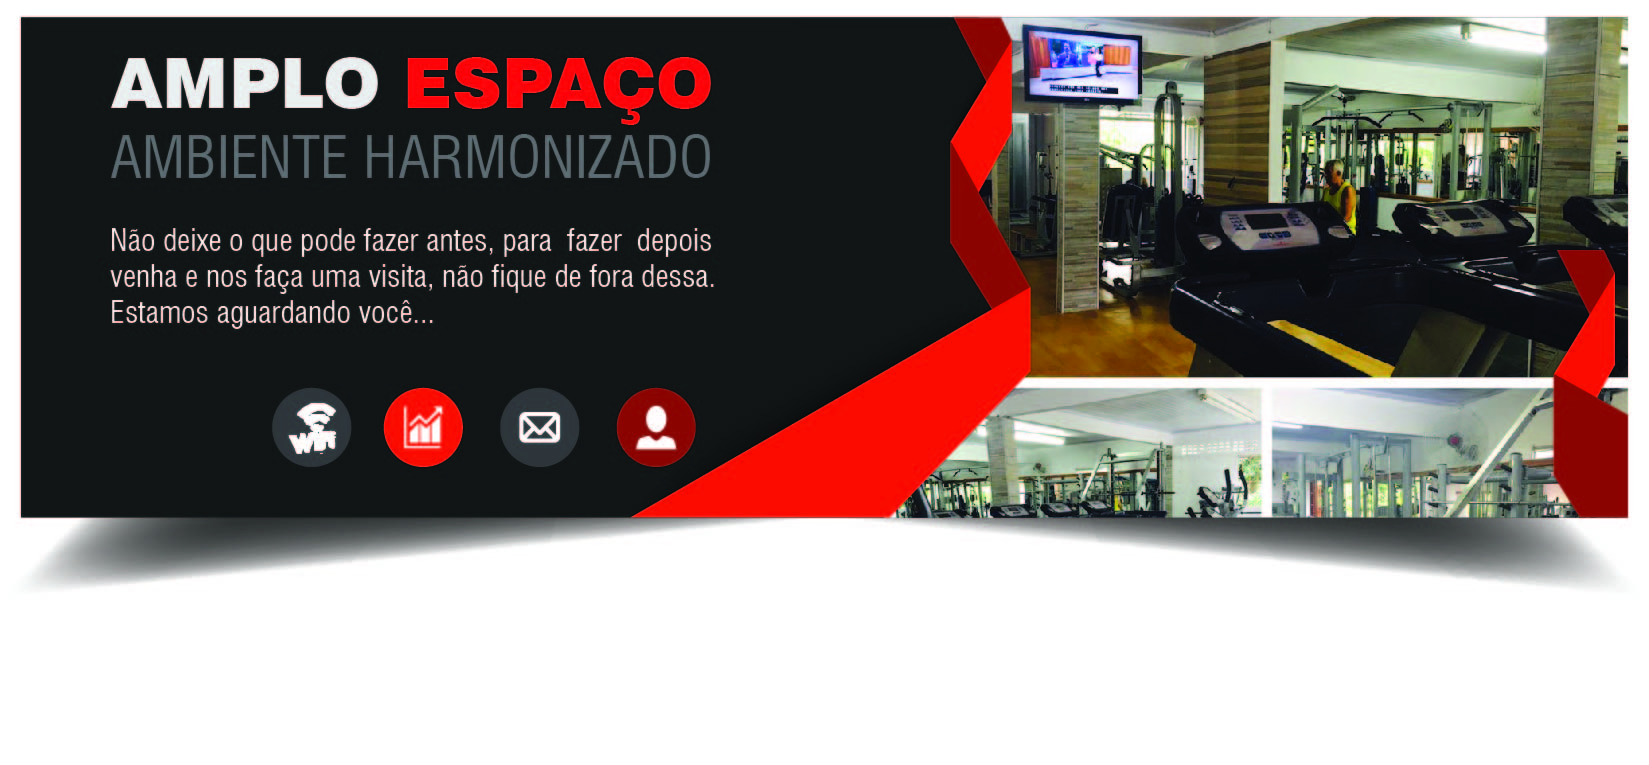 AMPLO ESPAÇO
AMBIENTE HARMONIZADO
Não deixe o que pode fazer antes, para  fazer  depois
venha e nos faça uma visita, não fique de fora dessa.
Estamos aguardando você...
wifi